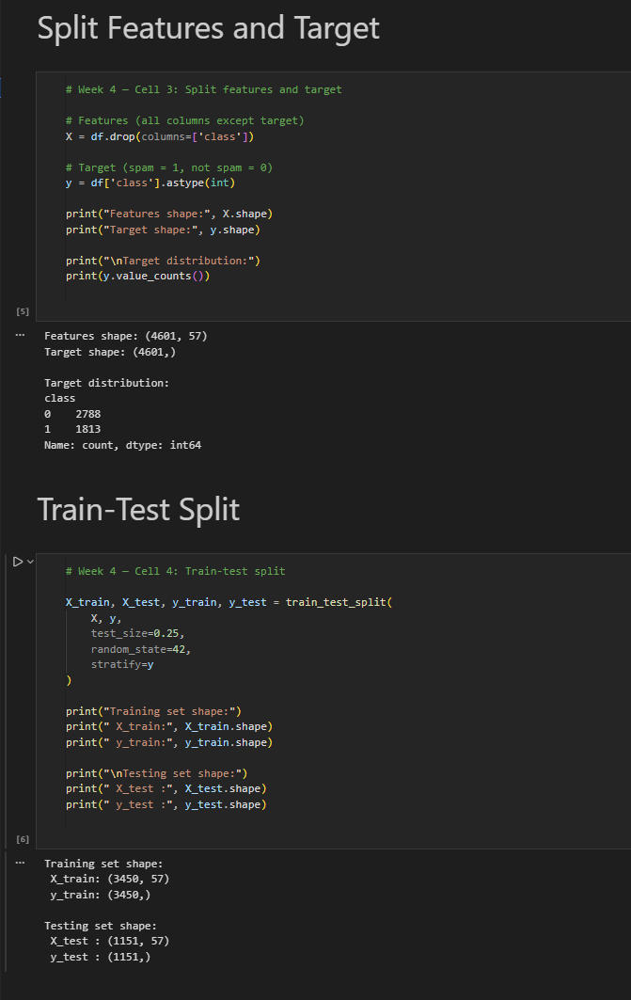 Split Features and Target
# Week 4 – Cell 3: Split features and target
# Features (all columns except target)
X = df.drop(columns=['class'])
# Target (spam = 1, not spam = 0)
y = df['class'].astype(int)
print("Features shape:", X.shape)
print("Target shape:", y.shape)
print("\nTarget distribution:")
print(y.value_counts())
[5]
...
Features shape: (4601, 57)
Target shape: (4601,)
Target distribution:
class
0    2788
1    1813
Name: count, dtype: int64
Train-Test Split
# Week 4 – Cell 4: Train-test split
X_train, X_test, y_train, y_test = train_test_split(
    X, y,
    test_size=0.25,
    random_state=42,
    stratify=y
)
print("Training set shape:")
print(" X_train:", X_train.shape)
print(" y_train:", y_train.shape)
print("\nTesting set shape:")
print(" X_test :", X_test.shape)
print(" y_test :", y_test.shape)
[6]
...
Training set shape:
 X_train: (3450, 57)
 y_train: (3450,)
Testing set shape:
 X_test : (1151, 57)
 y_test : (1151,)